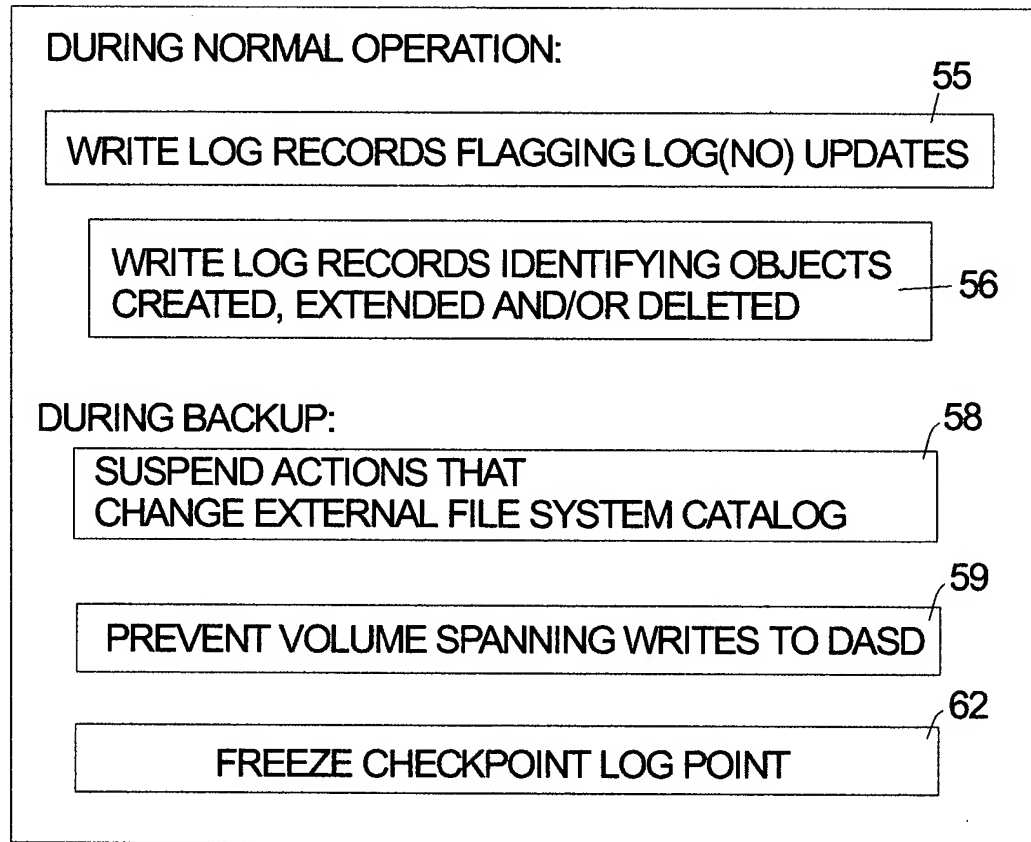 DURING NORMAL OPERATION:
55
WRITE LOG RECORDS FLAGGING LOG(NO) UPDATES
WRITE LOG RECORDS IDENTIFYING OBJECTS
CREATED, EXTENDED AND/OR DELETED
56
DURING BACKUP:
58
SUSPEND ACTIONS THAT
CHANGE EXTERNAL FILE SYSTEM CATALOG
59
PREVENT VOLUME SPANNING WRITES TO DASD
62
FREEZE CHECKPOINT LOG POINT